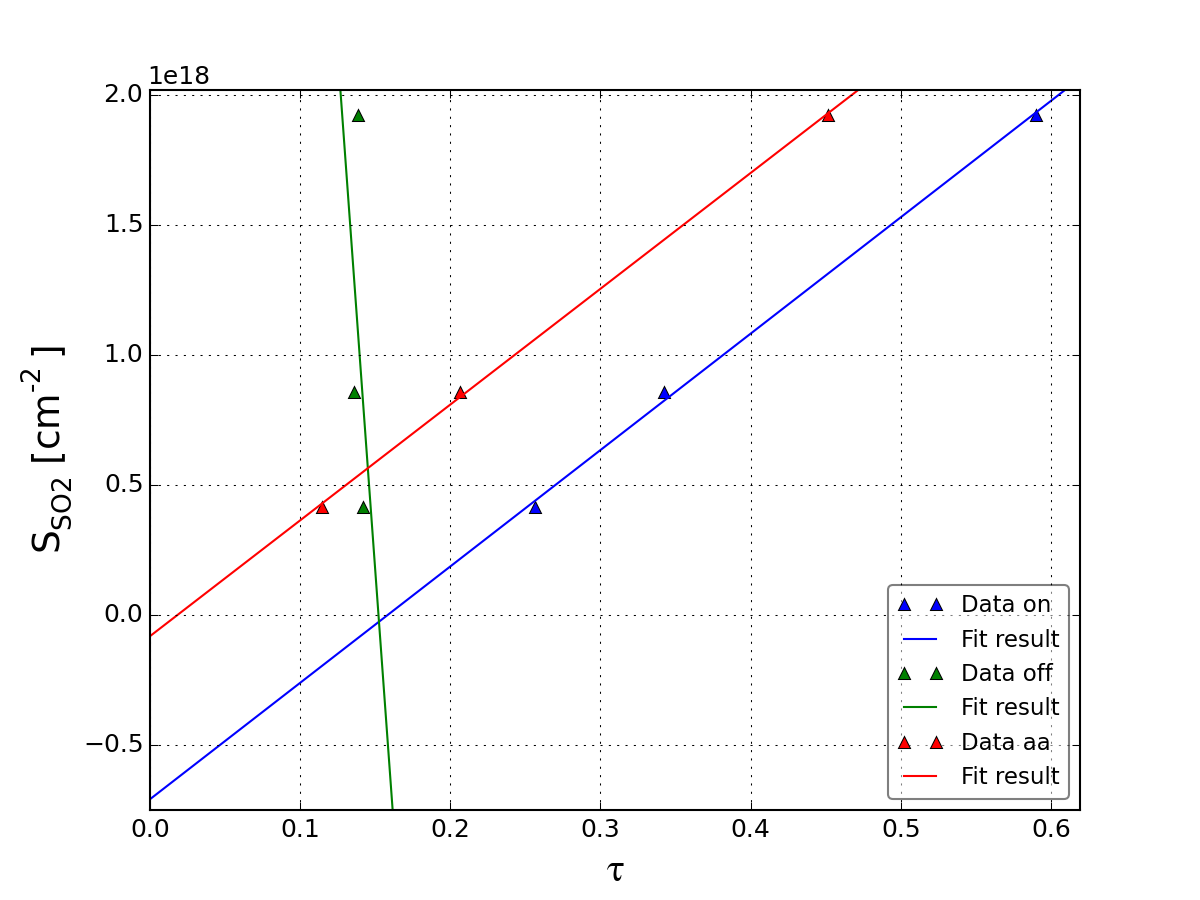 1e18
2.0
1.5
1.0
0.5
0.0
−0.5
S_SO2 [cm^-2 ]
0.0 0.1 0.2 0.3 0.4 0.5 0.6
τ
Data on
Fit result
Data off
Fit result
Data aa
Fit result